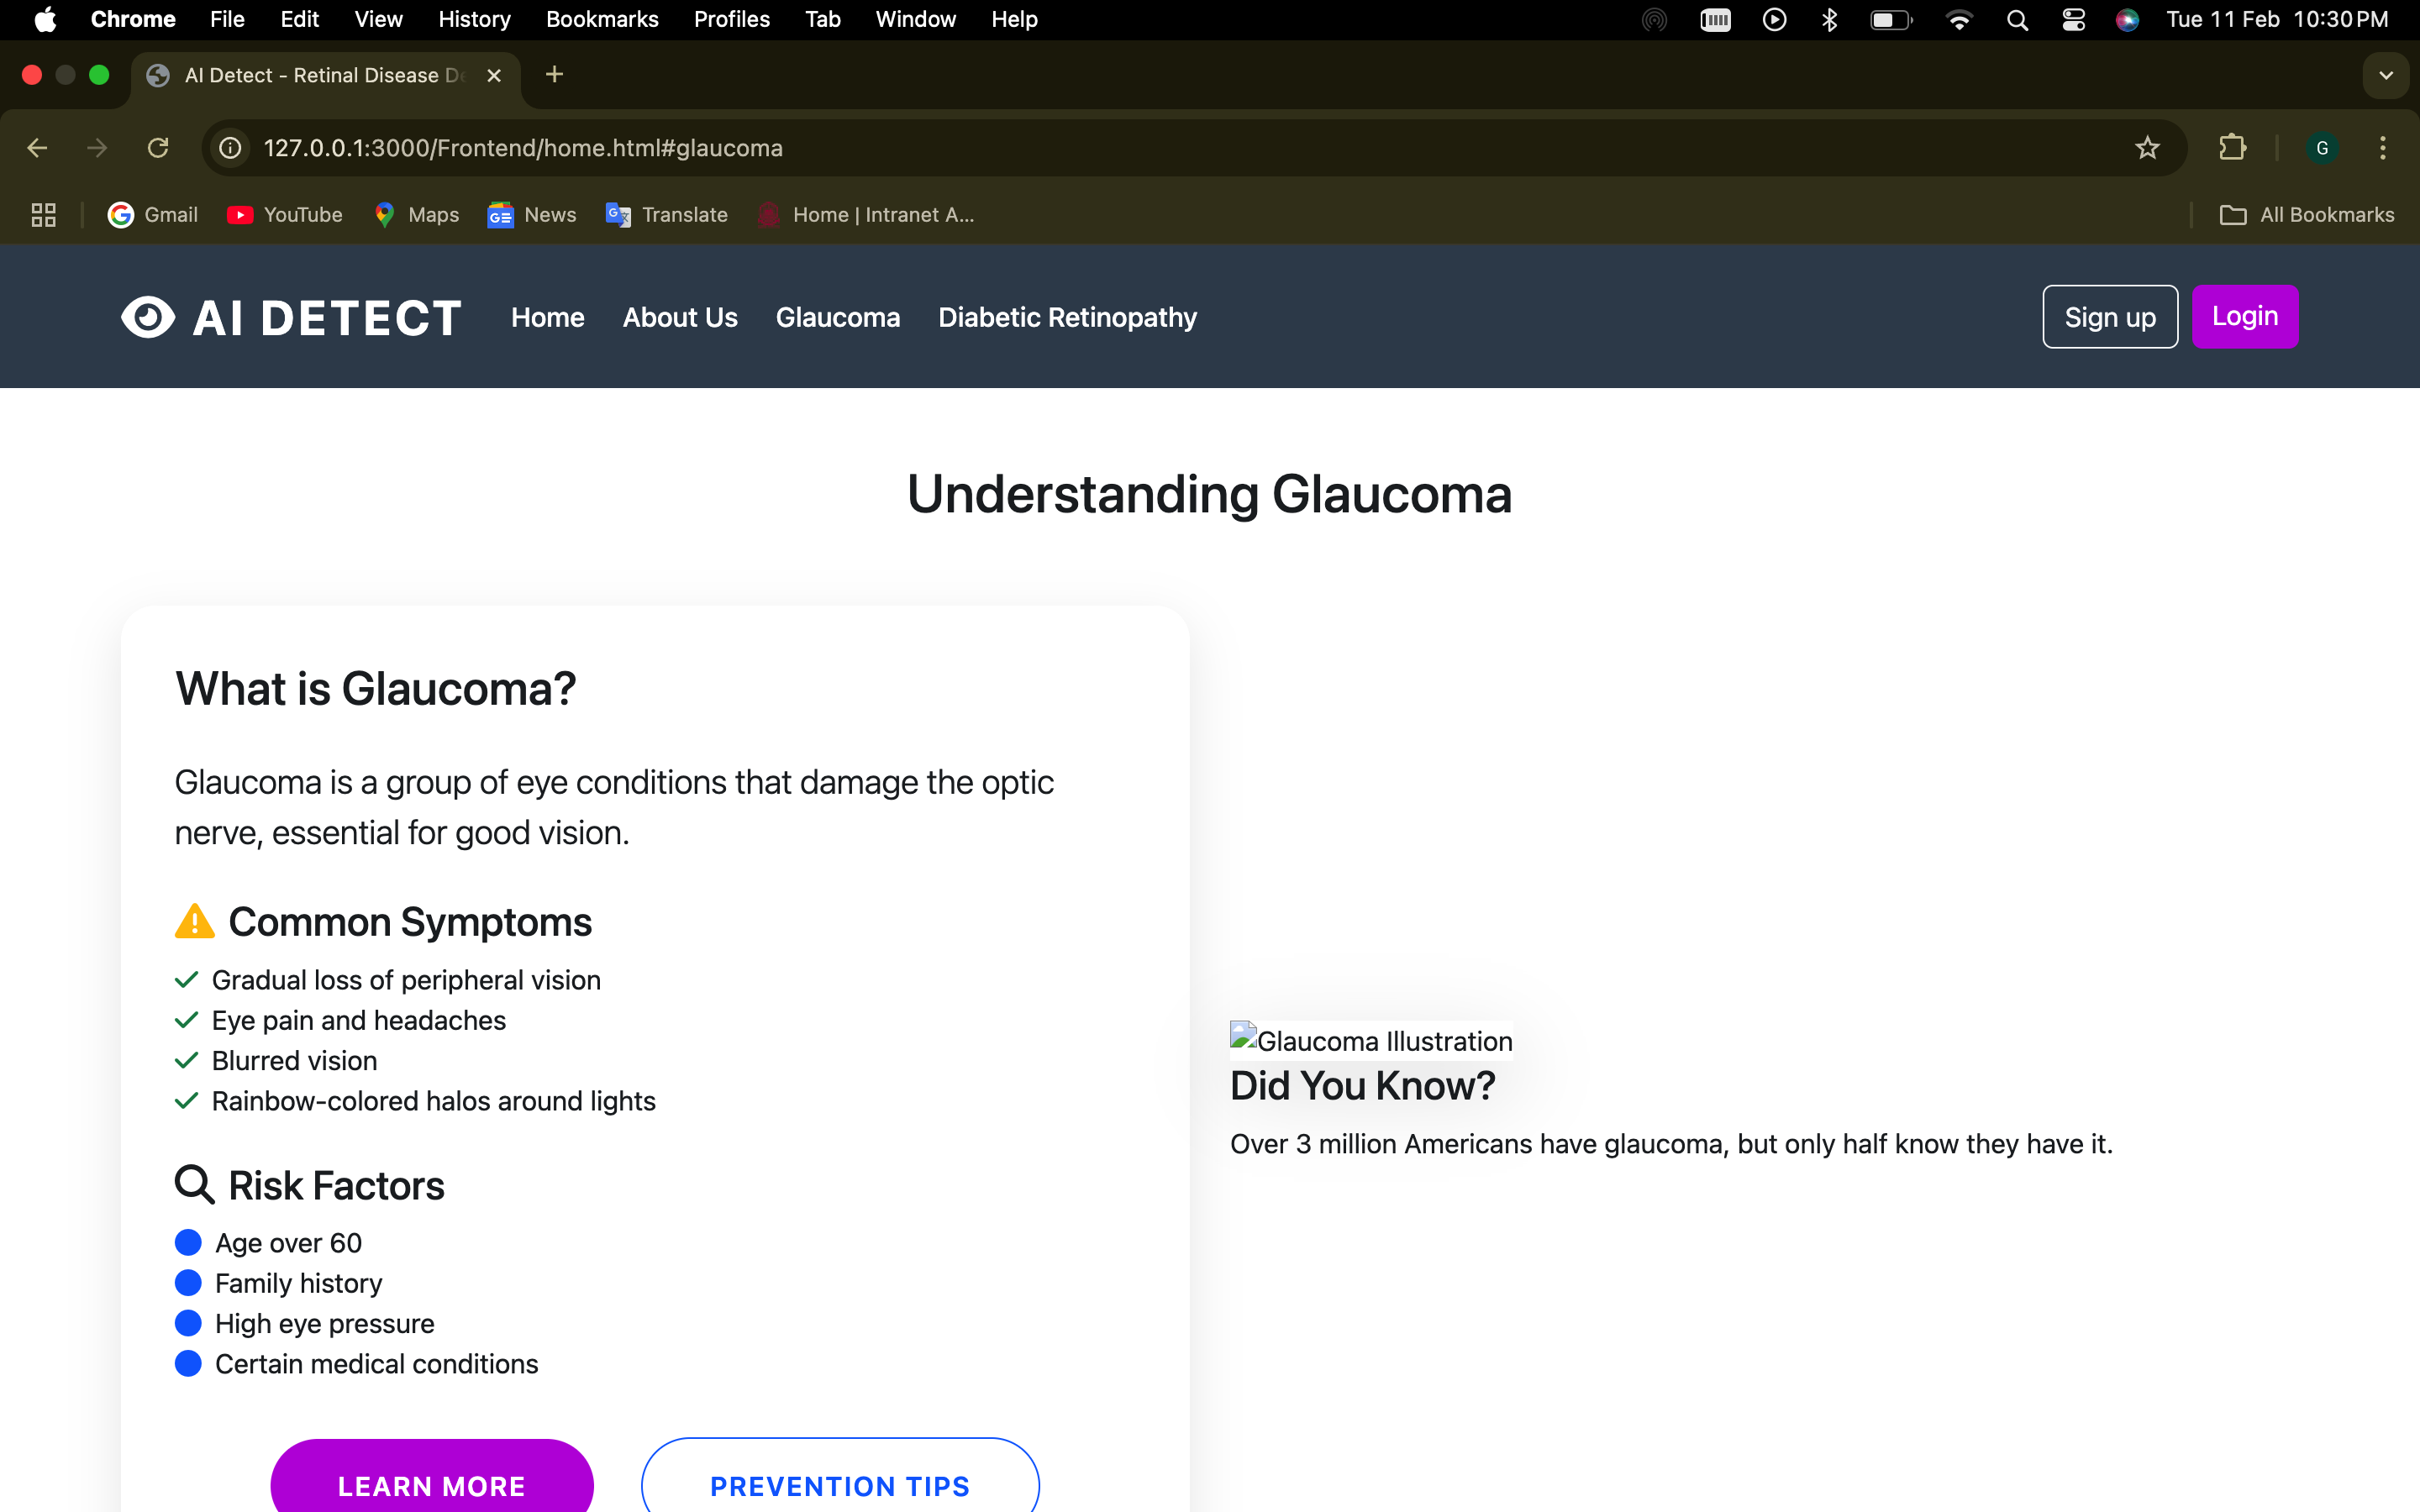 Chrome File Edit View History Bookmarks Profiles Tab Window Help Tue 11 Feb 10:30 PM
AI Detect - Retinal Disease
127.0.0.1:3000/Frontend/home.html#glaucoma G
Gmail YouTube Maps News Translate Home | Intranet A... All Bookmarks
AI DETECT Home About Us Glaucoma Diabetic Retinopathy Sign up Login
Understanding Glaucoma
What is Glaucoma?
Glaucoma is a group of eye conditions that damage the optic
nerve, essential for good vision.
Common Symptoms
Gradual loss of peripheral vision
Eye pain and headaches
Blurred vision
Rainbow-colored halos around lights
Risk Factors
Age over 60
Family history
High eye pressure
Certain medical conditions
LEARN MORE PREVENTION TIPS
Glaucoma Illustration
Did You Know?
Over 3 million Americans have glaucoma, but only half know they have it.